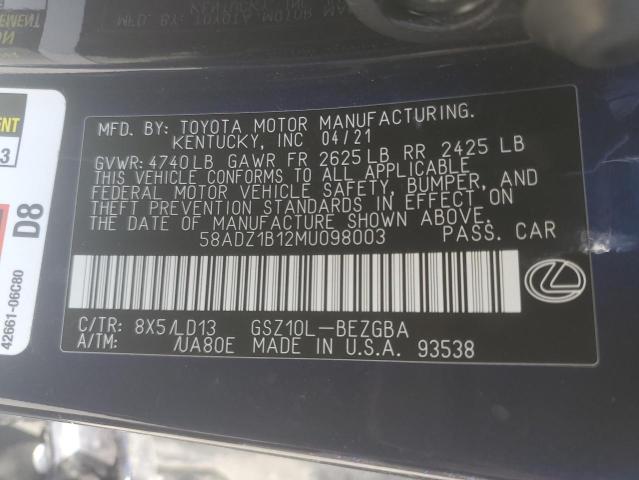 MFD. BY: TOYOTA MOTOR MANUFACTURING.
KENTUCKY, INC 04/21
GVWR: 4740 LB GAWR FR 2625 LB RR 2425 LB
THIS VEHICLE CONFORMS TO ALL APPLICABLE
FEDERAL MOTOR VEHICLE SAFETY, BUMPER, AND
THEFT PREVENTION STANDARDS IN EFFECT ON
THE DATE OF MANUFACTURE SHOWN ABOVE.
58ADZ1B12MU098003 PASS. CAR
C/TR: 8X5/LD13 GSZ10L-BEZGBA
A/TM: /UA80E MADE IN U.S.A. 93538
3
D8
42661-06C80